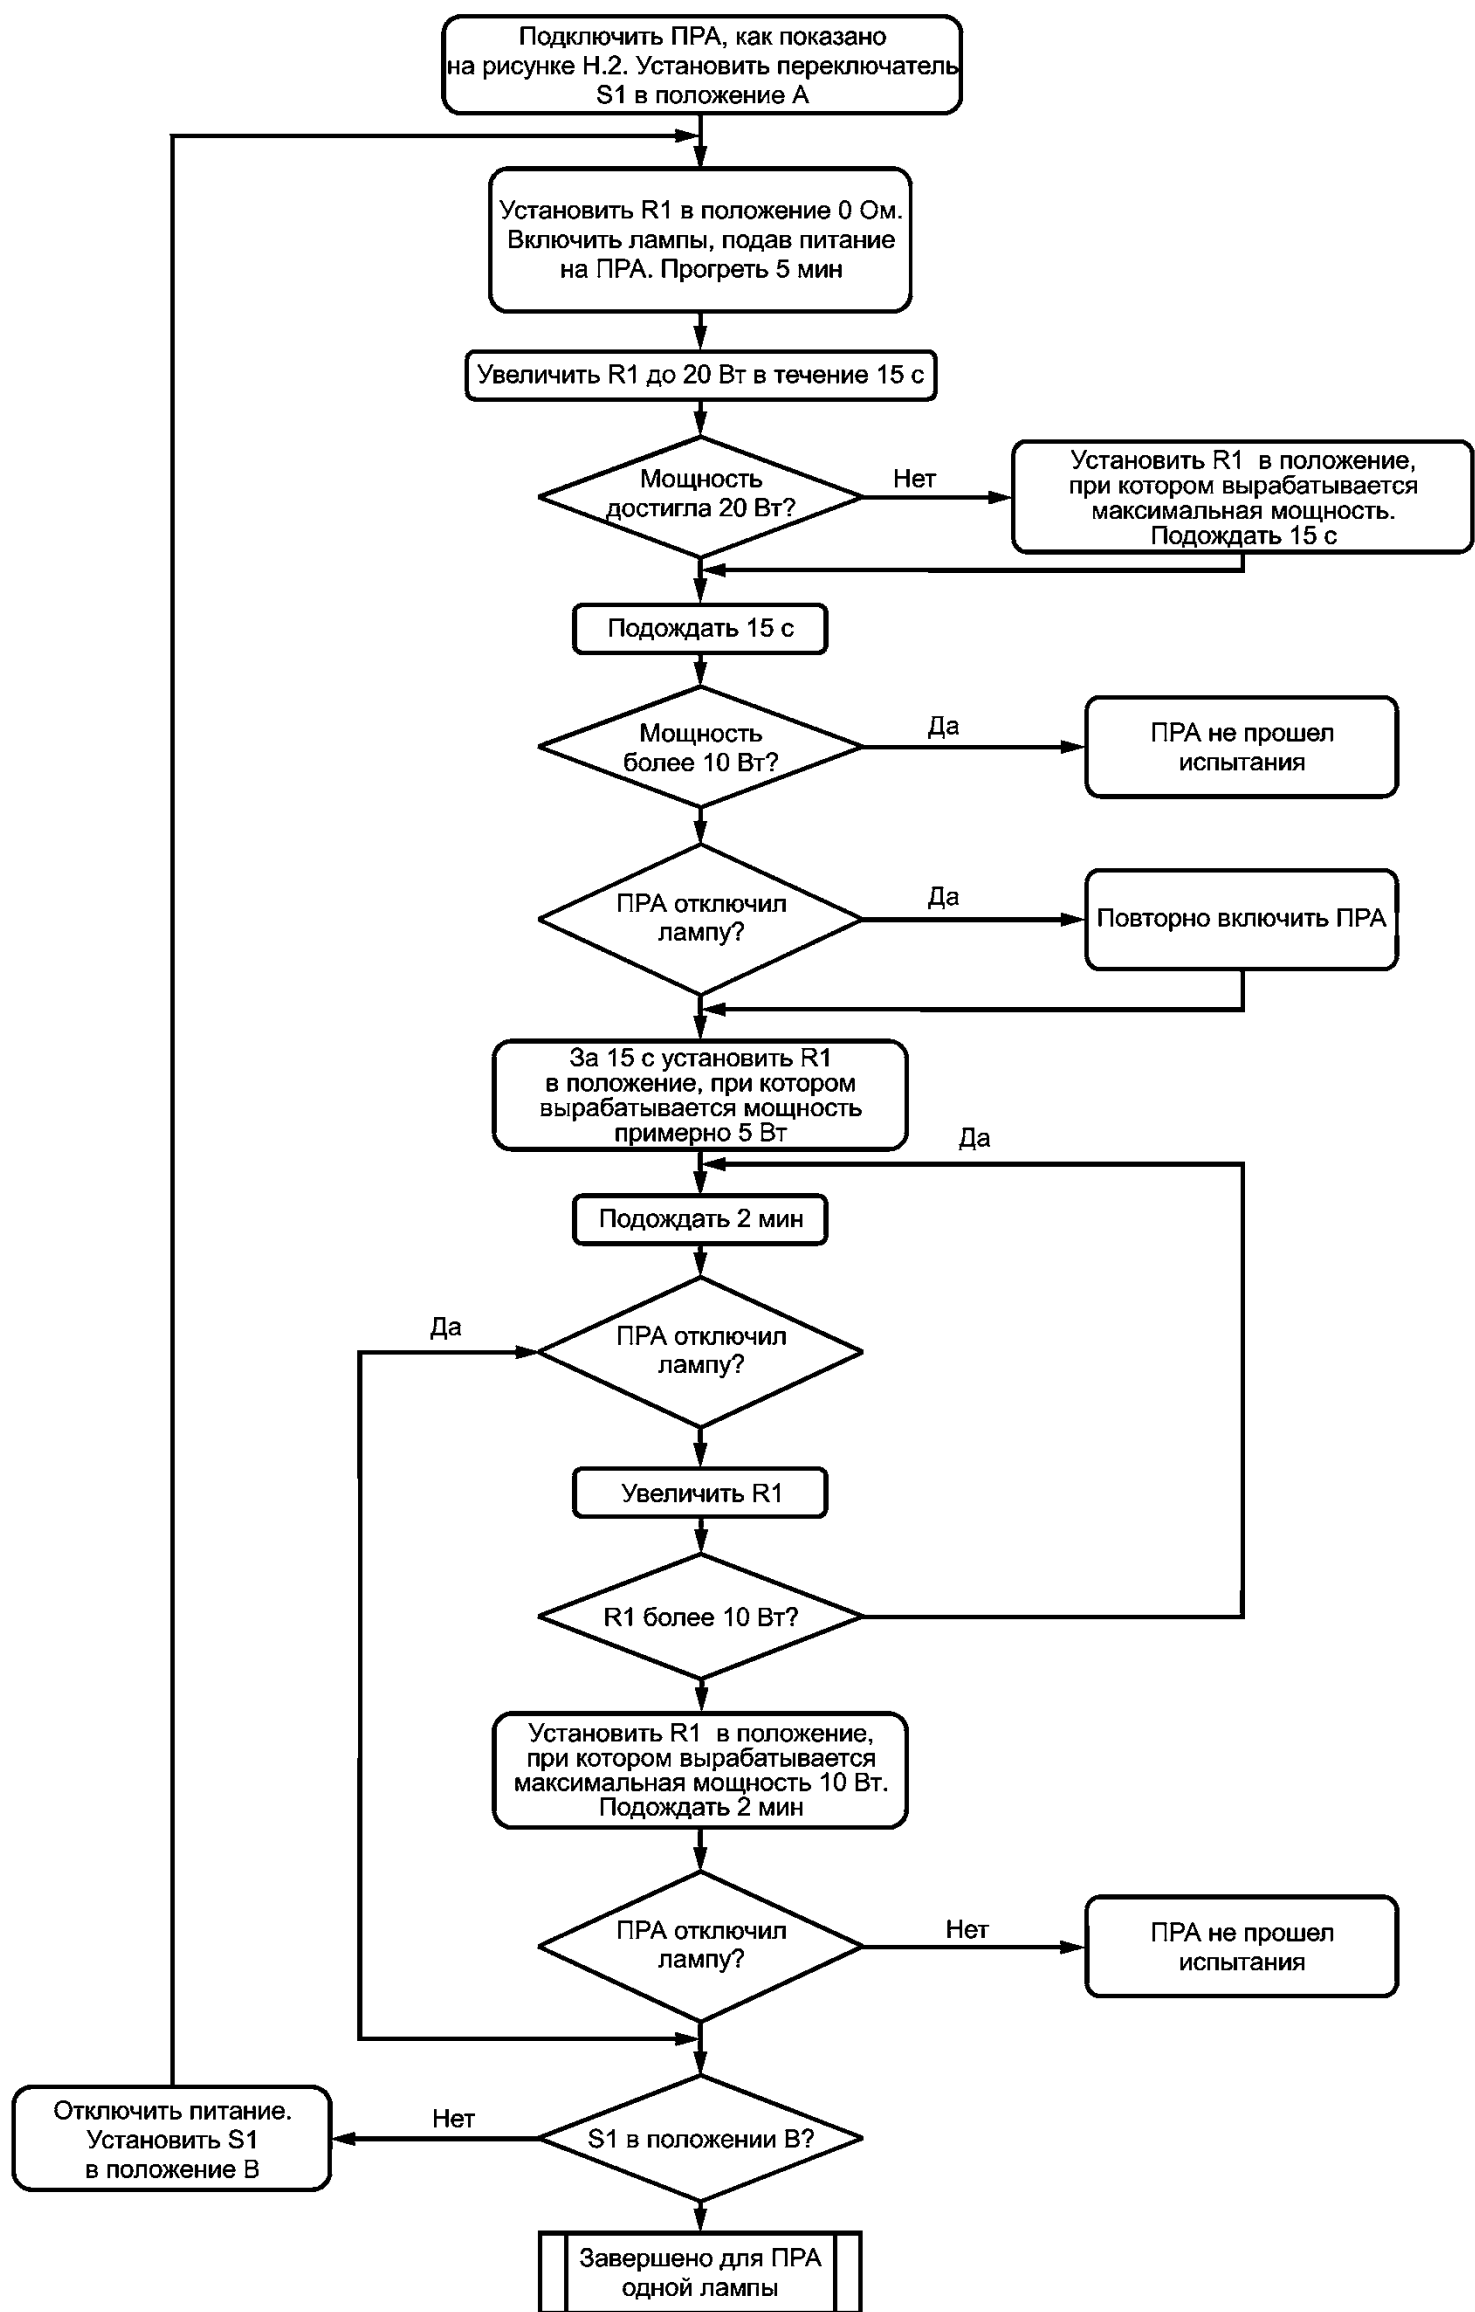 Подключить ПРА, как показано
на рисунке Н.2. Установить переключатель
S1 в положение А
Установить R1 в положение 0 Ом.
Включить лампы, подав питание
на ПРА. Прогреть 5 мин
Увеличить R1 до 20 Вт в течение 15 с
Мощность
достигла 20 Вт?
Нет
Установить R1 в положение,
при котором вырабатывается
максимальная мощность.
Подождать 15 с
Подождать 15 с
Мощность
более 10 Вт?
Да
ПРА не прошел
испытания
ПРА отключил
лампу?
Да
Повторно включить ПРА
За 15 с установить R1
в положение, при котором
вырабатывается мощность
примерно 5 Вт
Да
Подождать 2 мин
Да
ПРА отключил
лампу?
Увеличить R1
R1 более 10 Вт?
Установить R1 в положение,
при котором вырабатывается
максимальная мощность 10 Вт.
Подождать 2 мин
ПРА отключил
лампу?
Нет
ПРА не прошел
испытания
Отключить питание.
Установить S1
в положение В
Нет
S1 в положении В?
Завершено для ПРА
одной лампы